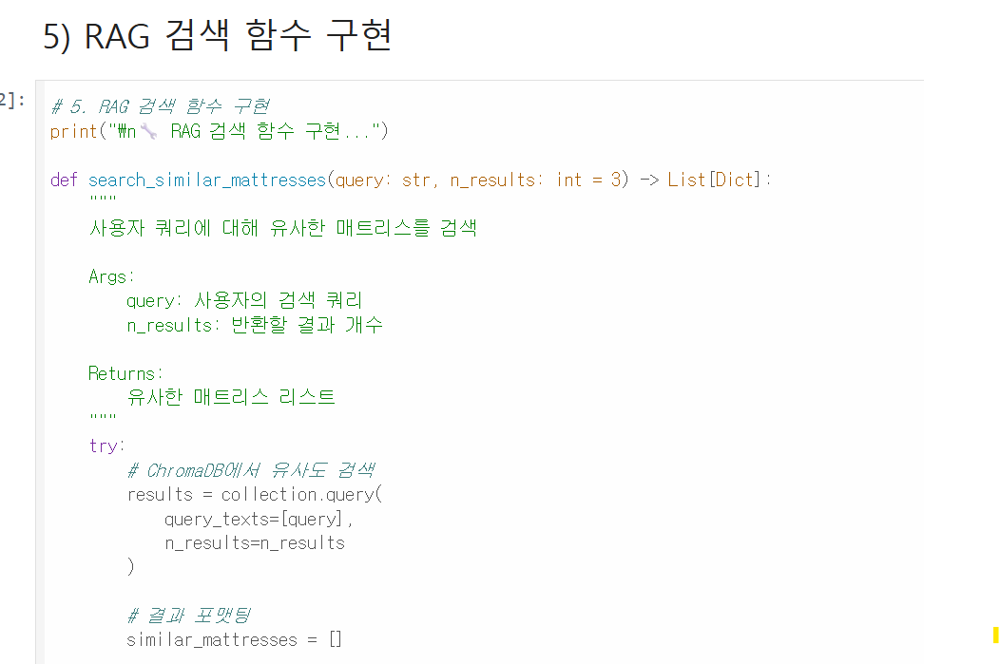 5) RAG 검색 함수 구현
2]:
# 5. RAG 검색 함수 구현
print("₩n🔧 RAG 검색 함수 구현...")
def search_similar_mattresses(query: str, n_results: int = 3) -> List[Dict]:
"""
사용자 쿼리에 대해 유사한 매트리스를 검색
Args:
query: 사용자의 검색 쿼리
n_results: 반환할 결과 개수
Returns:
유사한 매트리스 리스트
"""
try:
# ChromaDB에서 유사도 검색
results = collection.query(
query_texts=[query],
n_results=n_results
)
# 결과 포맷팅
similar_mattresses = []